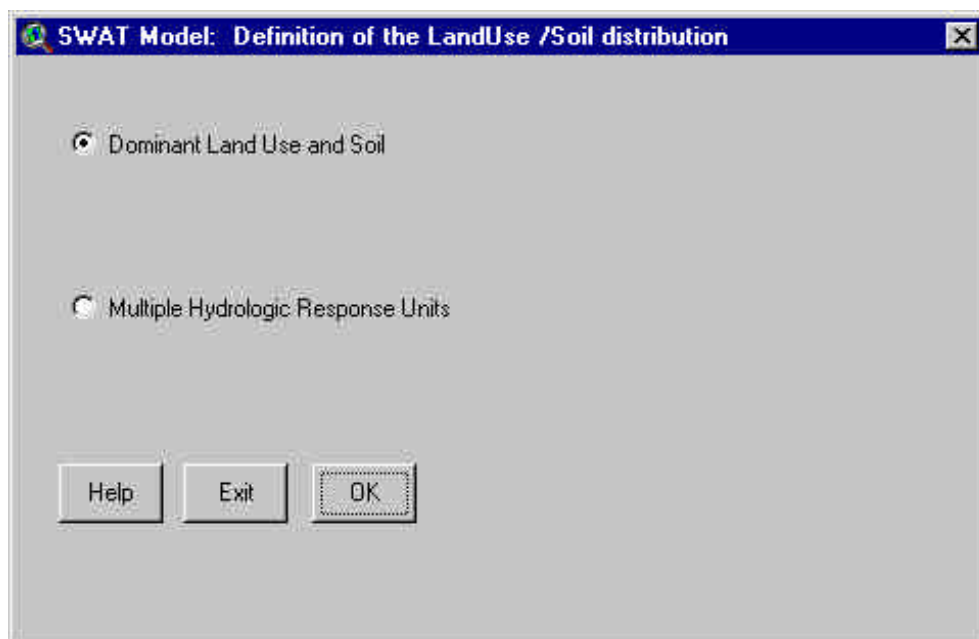 SWAT Model: Definition of the LandUse /Soil distribution
Dominant Land Use and Soil
Multiple Hydrologic Response Units
Help Exit OK